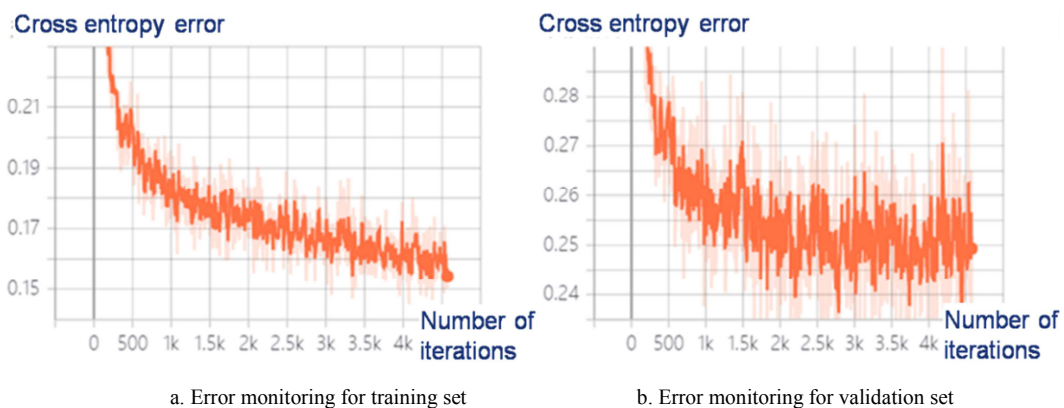 Cross entropy error
0.21
0.19
0.17
0.16
0.15
0 500 1k 1.5k 2k 2.5k 3k 3.5k 4k
Number of
iterations
a. Error monitoring for training set
Cross entropy error
0.28
0.27
0.26
0.25
0.24
0 500 1k 1.5k 2k 2.5k 3k 3.5k 4k
Number of
iterations
b. Error monitoring for validation set